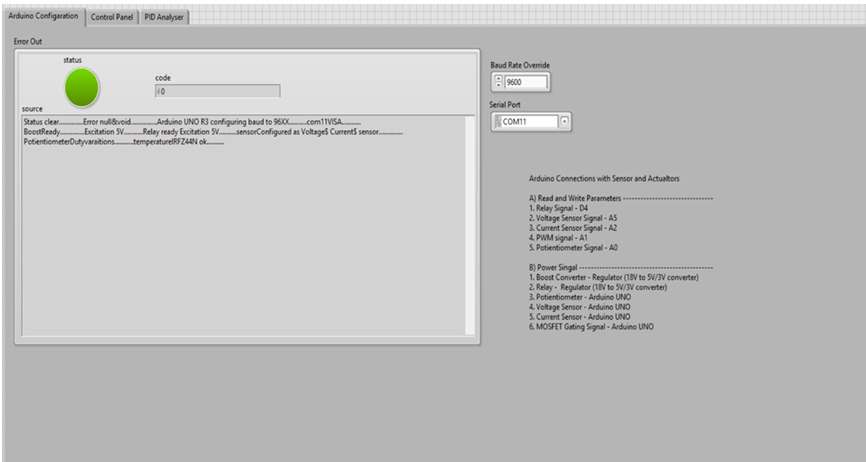 Arduino Configaration
Control Panel
PID Analyser
Error Out
status
code
d 0
source
Status clear..............Error null&void...............Arduino UNO R3 configuring baud to 96XX..........com11VISA...........
BoostReady..............Excitation 5V...........Relay ready Excitation 5V..........sensorConfigured as Voltage$ Current$ sensor..............
PotientiometerDutyvaraitions...........temperatureIRFZ44N ok..........
Baud Rate Override
9600
Serial Port
COM11
Arduino Connections with Sensor and Actualtors
A) Read and Write Parameters ------------------------------
1. Relay Signal - D4
2. Voltage Sensor Signal - A5
3. Current Sensor Signal - A2
4. PWM signal - A1
5. Potientiometer Signal - A0
B) Power Singal ---------------------------------------------
1. Boost Converter - Regulator (18V to 5V/3V converter)
2. Relay - Regulator (18V to 5V/3V converter)
3. Potientiometer - Arduino UNO
4. Voltage Sensor - Arduino UNO
5. Current Sensor - Arduino UNO
6. MOSFET Gating Signal - Arduino UNO